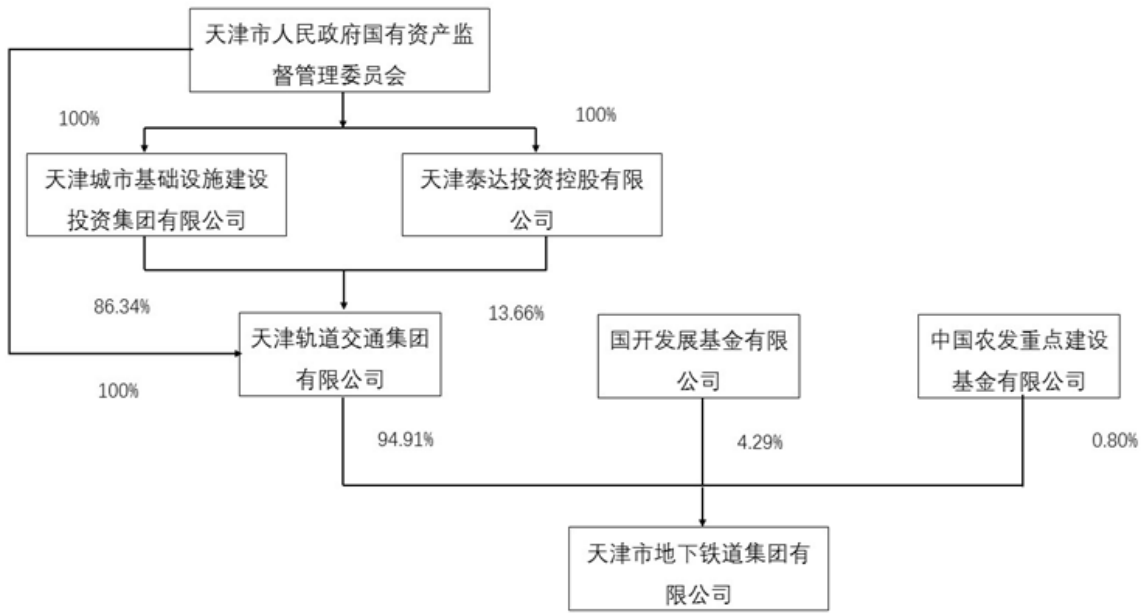 天津市人民政府国有资产监
督管理委员会
100%
100%
天津城市基础设施建设
投资集团有限公司
天津泰达投资控股有限
公司
86.34%
13.66%
天津轨道交通集团
有限公司
国开发展基金有限
公司
中国农发重点建设
基金有限公司
100%
94.91%
4.29%
0.80%
天津市地下铁道集团有
限公司